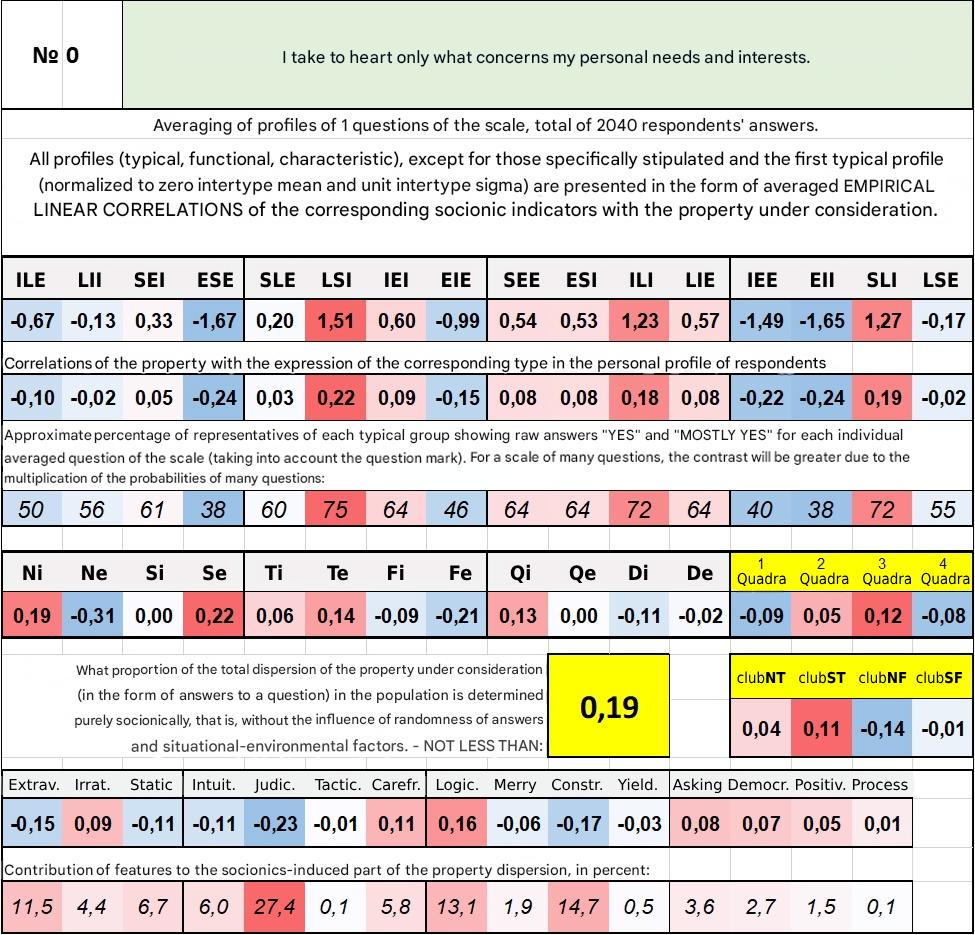 № 0
I take to heart only what concerns my personal needs and interests.
Averaging of profiles of 1 questions of the scale, total of 2040 respondents' answers.
All profiles (typical, functional, characteristic), except for those specifically stipulated and the first typical profile
(normalized to zero intertype mean and unit intertype sigma) are presented in the form of averaged EMPIRICAL
LINEAR CORRELATIONS of the corresponding socionic indicators with the property under consideration.
ILE LII SEI ESE SLE LSI IEI EIE SEE ESI ILI LIE IEE EII SLI LSE
-0,67 -0,13 0,33 -1,67 0,20 1,51 0,60 -0,99 0,54 0,53 1,23 0,57 -1,49 -1,65 1,27 -0,17
Correlations of the property with the expression of the corresponding type in the personal profile of respondents
-0,10 -0,02 0,05 -0,24 0,03 0,22 0,09 -0,15 0,08 0,08 0,18 0,08 -0,22 -0,24 0,19 -0,02
Approximate percentage of representatives of each typical group showing raw answers "YES" and "MOSTLY YES" for each individual
averaged question of the scale (taking into account the question mark). For a scale of many questions, the contrast will be greater due to the
multiplication of the probabilities of many questions:
50 56 61 38 60 75 64 46 64 64 72 64 40 38 72 55
Ni Ne Si Se Ti Te Fi Fe Qi Qe Di De 1 Quadra 2 Quadra 3 Quadra 4 Quadra
0,19 -0,31 0,00 0,22 0,06 0,14 -0,09 -0,21 0,13 0,00 -0,11 -0,02 -0,09 0,05 0,12 -0,08
What proportion of the total dispersion of the property under consideration
(in the form of answers to a question) in the population is determined
purely socionically, that is, without the influence of randomness of answers
and situational-environmental factors. - NOT LESS THAN:
0,19
clubNT clubST clubNF clubSF
0,04 0,11 -0,14 -0,01
Extrav. Irrat. Static Intuit. Judic. Tactic. Carefr. Logic. Merry Constr. Yield. Asking Democr. Positiv. Process
-0,15 0,09 -0,11 -0,11 -0,23 -0,01 0,11 0,16 -0,06 -0,17 -0,03 0,08 0,07 0,05 0,01
Contribution of features to the socionics-induced part of the property dispersion, in percent:
11,5 4,4 6,7 6,0 27,4 0,1 5,8 13,1 1,9 14,7 0,5 3,6 2,7 1,5 0,1